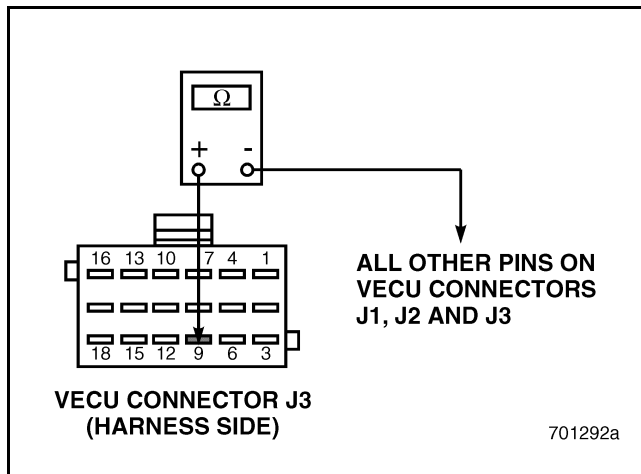 Ω
+ -
16 13 10 7 4 1
18 15 12 9 6 3
ALL OTHER PINS ON
VECU CONNECTORS
J1, J2 AND J3
VECU CONNECTOR J3
(HARNESS SIDE)
701292a